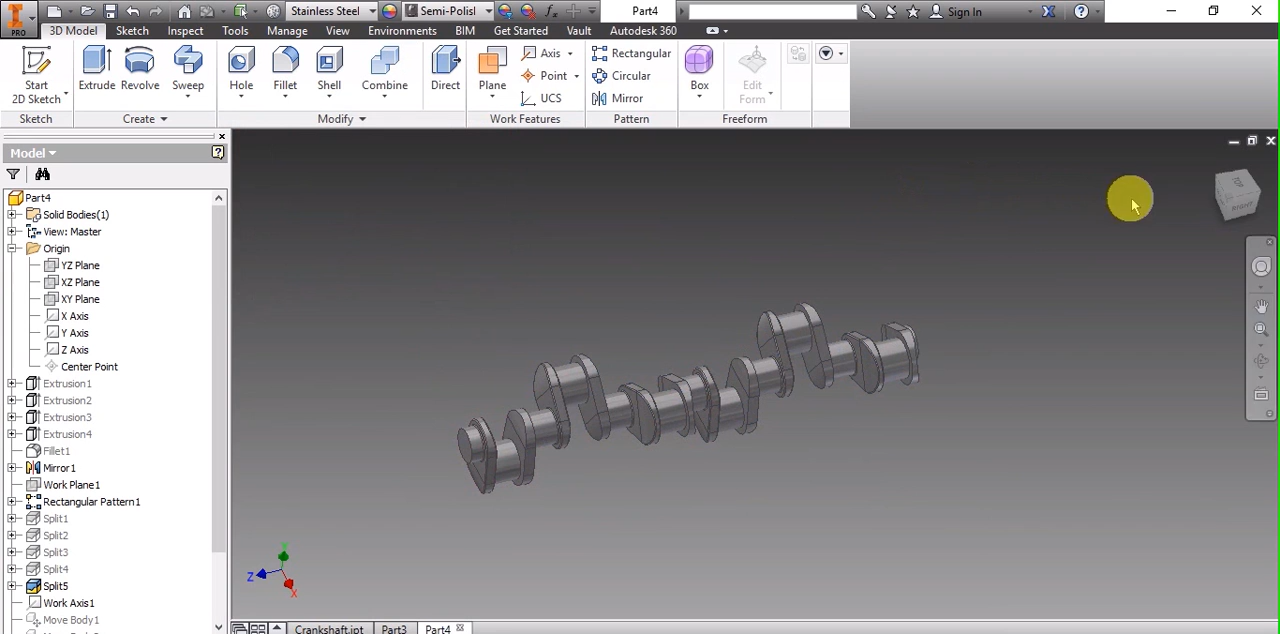 Stainless Steel
Semi-Polisl
Part4
Sign In
PRO
3D Model Sketch Inspect Tools Manage View Environments BIM Get Started Vault Autodesk 360
Start
2D Sketch
Extrude Revolve Sweep
Hole Fillet Shell Combine
Direct
Plane
Axis
Point
UCS
Rectangular
Circular
Mirror
Box
Edit
Form
Sketch Create Modify Work Features Pattern Freeform
Model
Part4
Solid Bodies(1)
View: Master
Origin
YZ Plane
XZ Plane
XY Plane
X Axis
Y Axis
Z Axis
Center Point
Extrusion1
Extrusion2
Extrusion3
Extrusion4
Fillet1
Mirror1
Work Plane1
Rectangular Pattern1
Split1
Split2
Split3
Split4
Split5
Work Axis1
Move Body1
TOP
RIGHT
Z
X
Crankshaft.ipt Part3 Part4